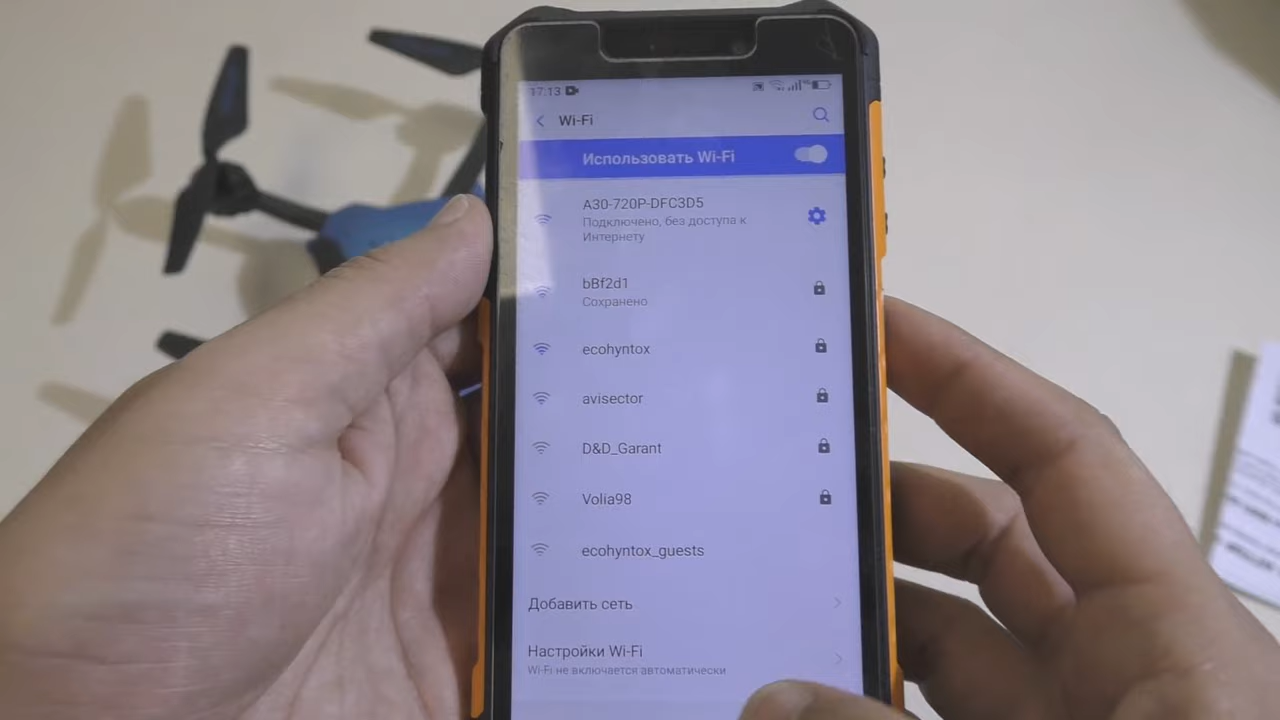 17:13
Wi-Fi
Использовать Wi-Fi
A30-720P-DFC3D5
Подключено, без доступа к
Интернету
bBf2d1
Сохранено
ecohyntox
avisector
D&D_Garant
Volia98
ecohyntox_guests
Добавить сеть
Настройки Wi-Fi
Wi-Fi не включается автоматически